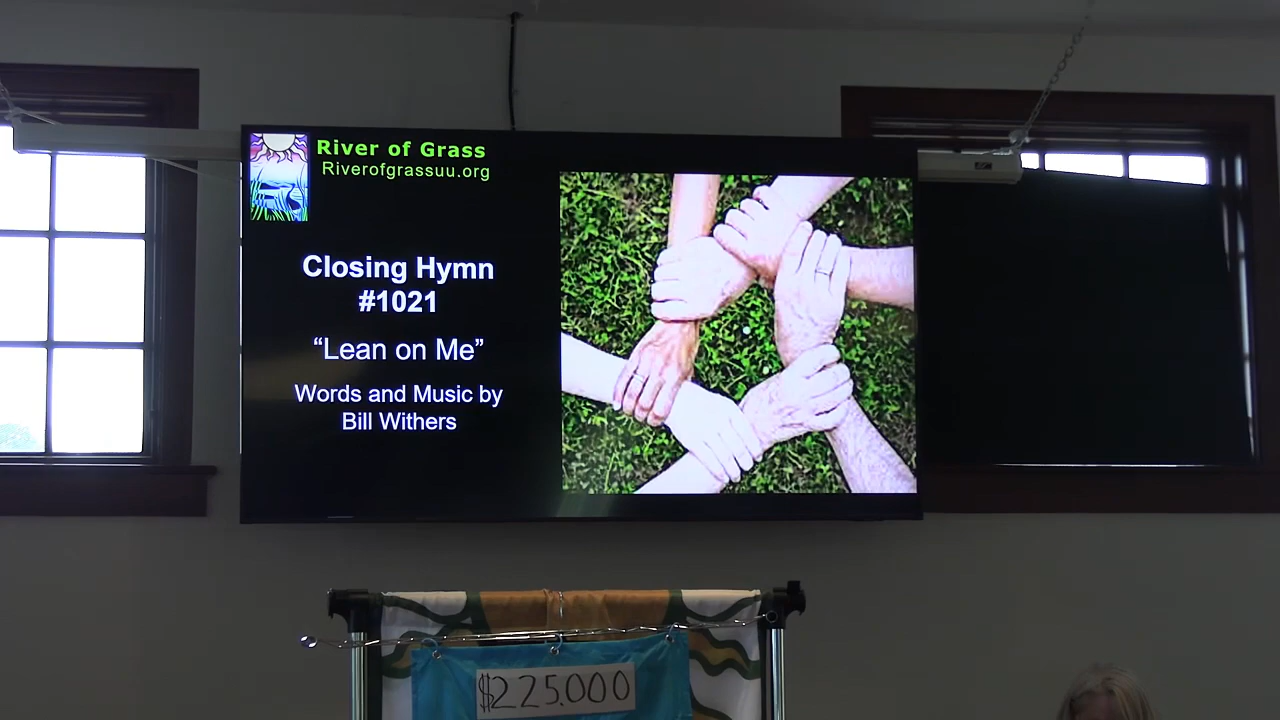 River of Grass
Riverofgrassuu.org
Closing Hymn
#1021
“Lean on Me”
Words and Music by
Bill Withers
$225,000